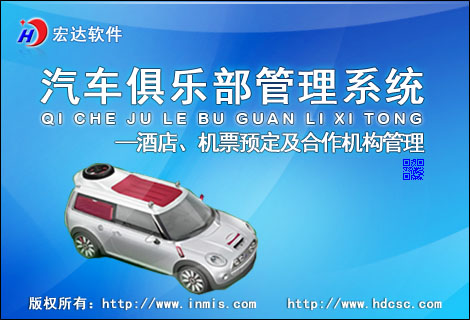 宏达软件
汽车俱乐部管理系统
QI CHE JU LE BU GUAN LI XI TONG
—酒店、机票预定及合作机构管理
版权所有：http://www.inmis.com http://www.hdcsc.com